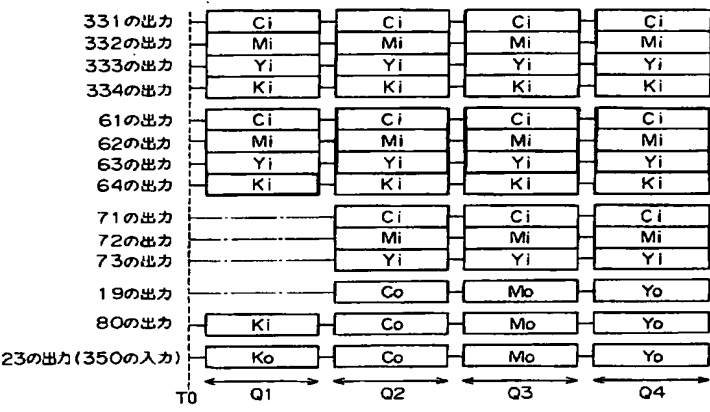 331の出力 Ci Ci Ci Ci
332の出力 Mi Mi Mi Mi
333の出力 Yi Yi Yi Yi
334の出力 Ki Ki Ki Ki
61の出力 Ci Ci Ci Ci
62の出力 Mi Mi Mi Mi
63の出力 Yi Yi Yi Yi
64の出力 Ki Ki Ki Ki
71の出力 Ci Ci Ci
72の出力 Mi Mi Mi
73の出力 Yi Yi Yi
19の出力 Co Mo Yo
80の出力 Ki Co Mo Yo
23の出力(350の入力) Ko Co Mo Yo
T0 Q1 Q2 Q3 Q4